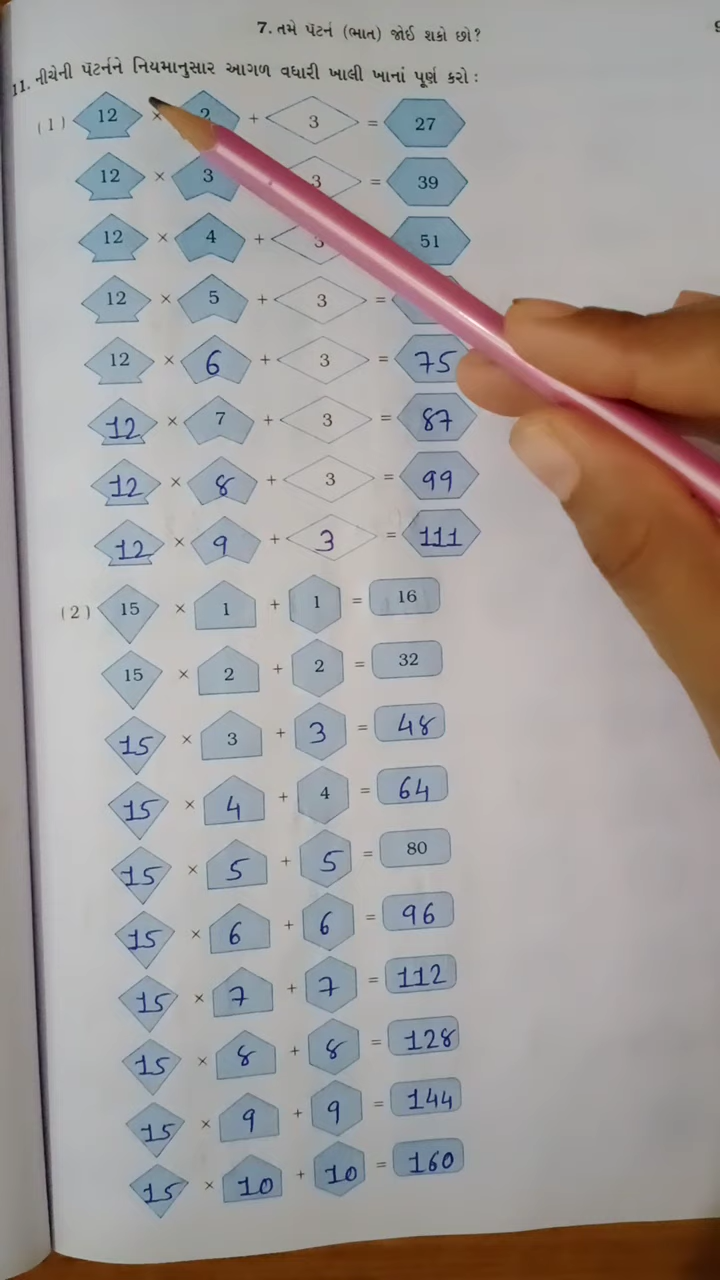 7. તમે પૅટર્ન (ભાત) જોઈ શકો છો?
11. નીચેની પૅટર્નને નિયમાનુસાર આગળ વધારી ખાલી ખાનાં પૂર્ણ કરો :
(1) 12 × 2 + 3 = 27
12 × 3 3 = 39
12 × 4 + 3 51
12 × 5 + 3 =
12 × 6 + 3 = 75
12 × 7 + 3 = 87
12 × 8 + 3 = 99
12 × 9 + 3 = 111
(2) 15 × 1 + 1 = 16
15 × 2 + 2 = 32
15 × 3 + 3 = 48
15 × 4 + 4 = 64
15 × 5 + 5 = 80
15 × 6 + 6 = 96
15 × 7 + 7 = 112
15 × 8 + 8 = 128
15 × 9 + 9 = 144
15 × 10 + 10 = 160